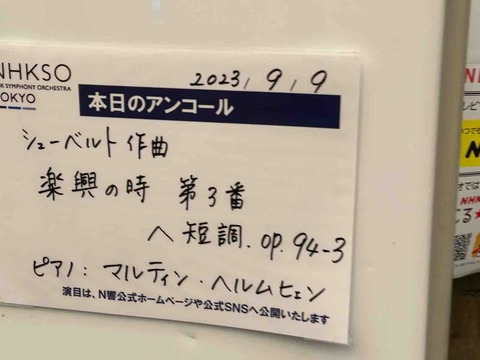 NHKSO
K SYMPHONY ORCHESTRA
TOKYO
2023, 9, 9
本日のアンコール
シューベルト作曲
楽興の時 第3番
ヘ短調.op.94-3
ピアノ:マルティン・ヘルムヒェン
演目は、N響公式ホームページや公式SNSへ公開いたします